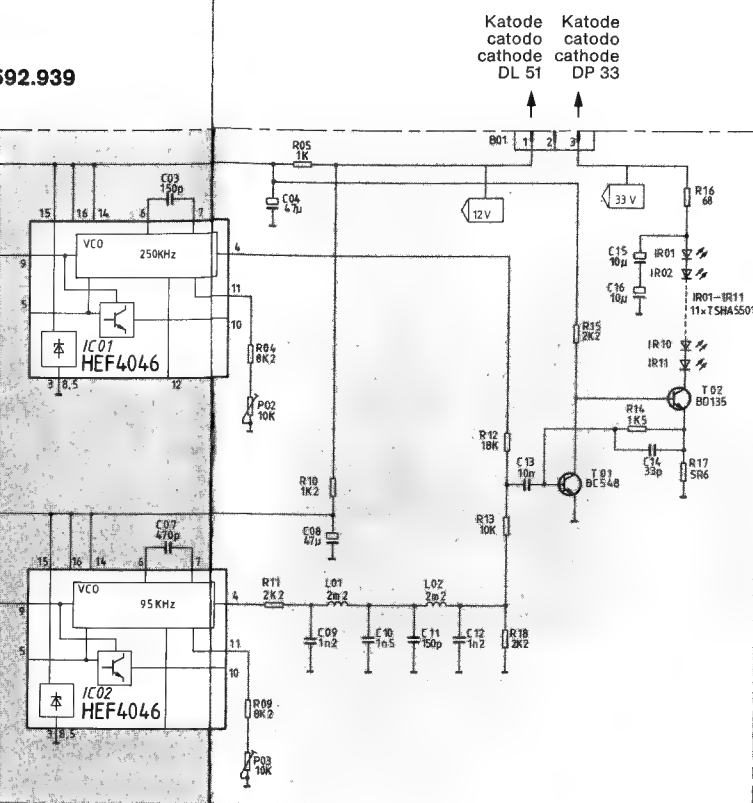 Katode Katode
catodo catodo
cathode cathode
DL 51 DP 33
592.939
B01 1 2 3
R05
1K
C03
150p
15 16 14 6 7
C04
47µ
12V
33 V
R16
68
VCO
250KHz
4
9
C15
10µ
IR01
IR02
C16
10µ
IR01-IR11
11xTSHA5501
11
5
10
IC01
HEF4046
R04
8K2
R15
2K2
IR10
IR11
3 8,5 12
P02
10K
T02
BD135
R14
1K5
R12
18K
C13
10n
C14
33p
R17
5R6
T01
BC548
R10
1K2
R13
10K
C07
470p
C08
47µ
15 16 14 6 7
VCO
95KHz
4
9
R11
2K2
L01
2m2
L02
2m2
C09
1n2
C10
1n5
C11
150p
C12
1n2
R18
2K2
11
5
10
IC02
HEF4046
R09
8K2
3 8,5
P03
10K